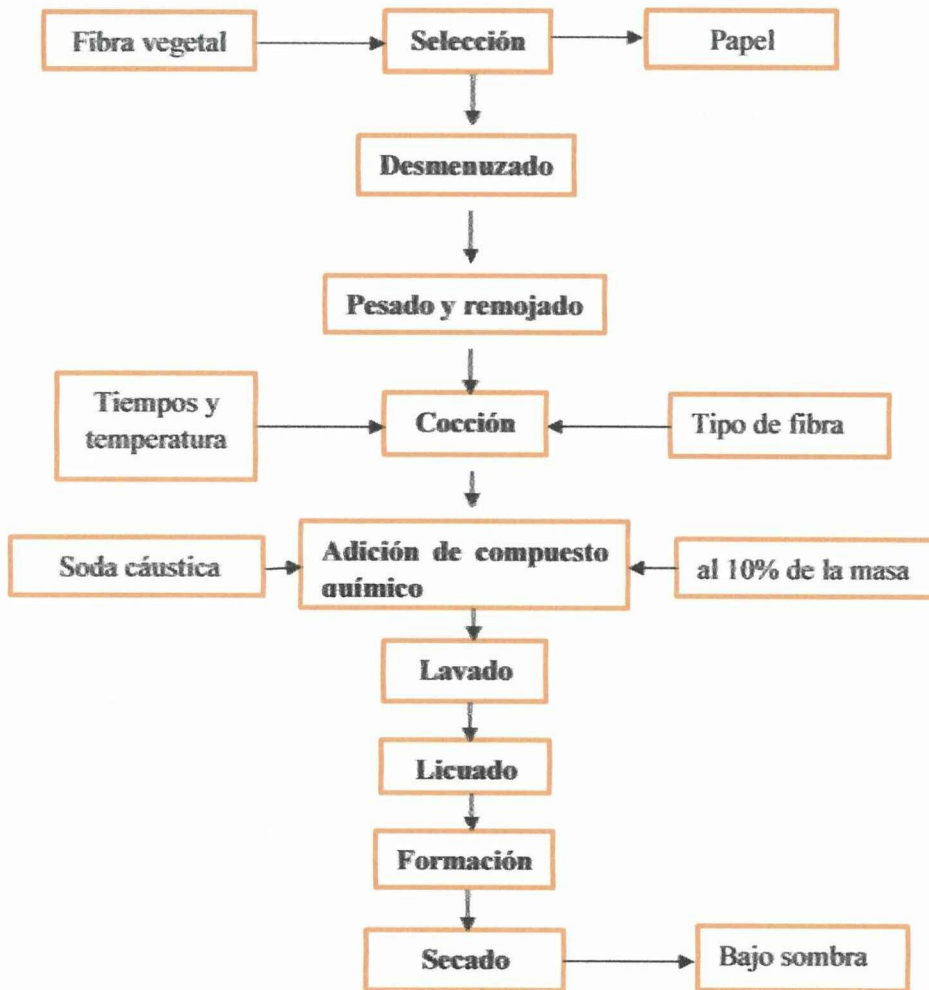 Fibra vegetal
Selección
Papel
Desmenuzado
Pesado y remojado
Tiempos y
temperatura
Cocción
Tipo de fibra
Soda cáustica
Adición de compuesto
químico
al 10% de la masa
Lavado
Licuado
Formación
Secado
Bajo sombra